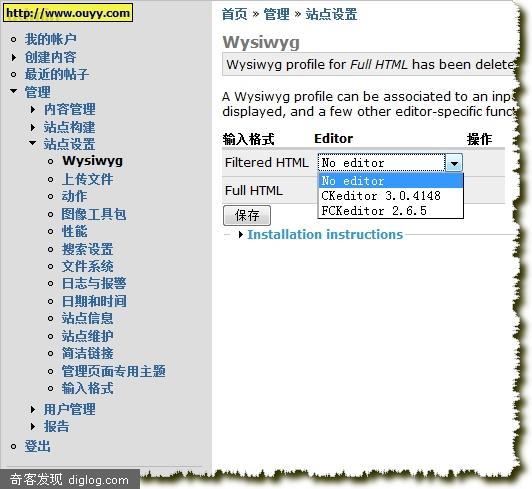 http://www.ouyy.com
我的帐户
创建内容
最近的帖子
管理
内容管理
站点构建
站点设置
Wysiwyg
上传文件
动作
图像工具包
性能
搜索设置
文件系统
日志与报警
日期和时间
站点信息
站点维护
简洁链接
管理页面专用主题
输入格式
用户管理
报告
登出
首页 » 管理 » 站点设置
Wysiwyg
Wysiwyg profile for Full HTML has been delete
A Wysiwyg profile can be associated to an inp
displayed, and a few other editor-specific func
输入格式 Editor 操作
Filtered HTML No editor
No editor
Full HTML CKeditor 3.0.4148
FCKeditor 2.6.5
保存
Installation instructions
奇客发现 diglog.com